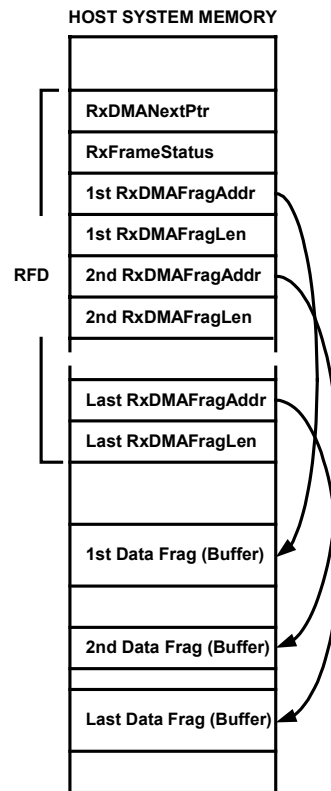 HOST SYSTEM MEMORY
RxDMANextPtr
RxFrameStatus
1st RxDMAFragAddr
1st RxDMAFragLen
RFD
2nd RxDMAFragAddr
2nd RxDMAFragLen
Last RxDMAFragAddr
Last RxDMAFragLen
1st Data Frag (Buffer)
2nd Data Frag (Buffer)
Last Data Frag (Buffer)